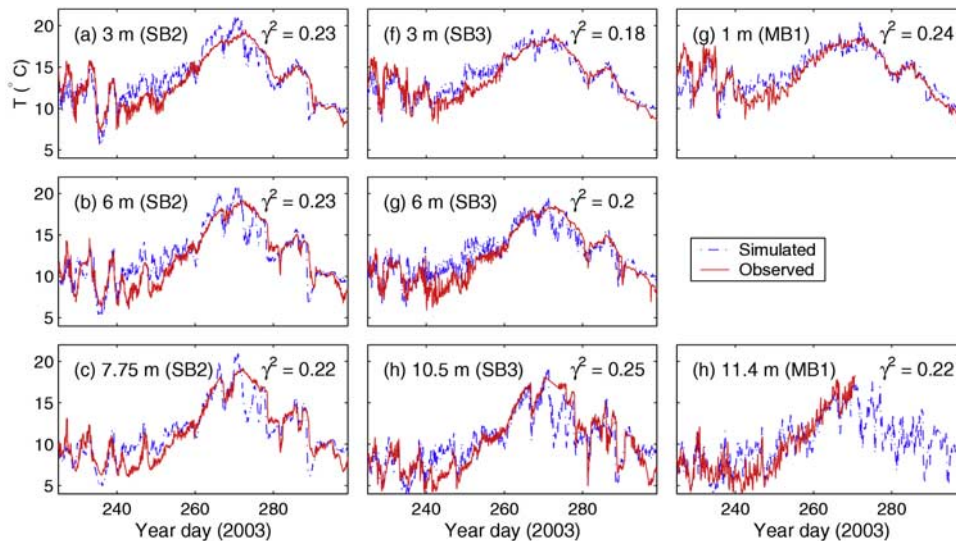 (a) 3 m (SB2) γ² = 0.23
(f) 3 m (SB3) γ² = 0.18
(g) 1 m (MB1) γ² = 0.24
T (°C)
20
15
10
5
(b) 6 m (SB2) γ² = 0.23
(g) 6 m (SB3) γ² = 0.2
20
15
10
5
Simulated
Observed
(c) 7.75 m (SB2) γ² = 0.22
(h) 10.5 m (SB3) γ² = 0.25
(h) 11.4 m (MB1) γ² = 0.22
20
15
10
5
240 260 280
240 260 280
240 260 280
Year day (2003)
Year day (2003)
Year day (2003)